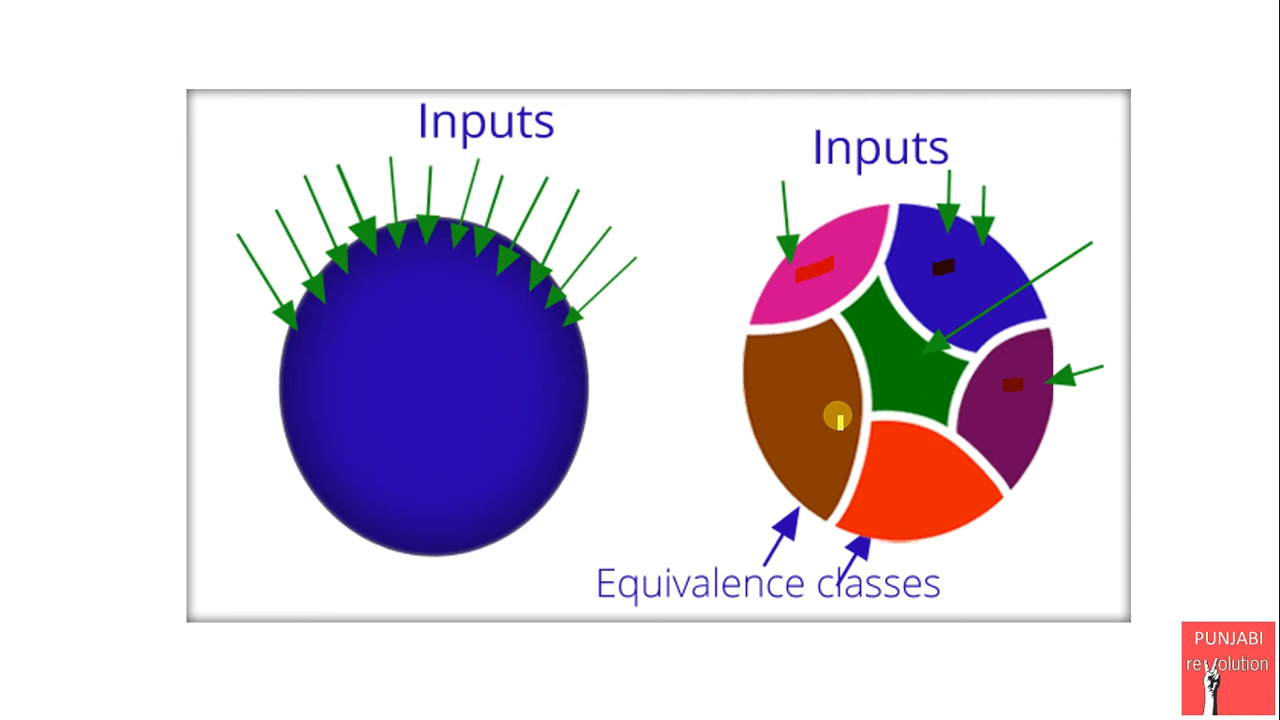 Inputs
Inputs
Equivalence classes
PUNJABI
revolution